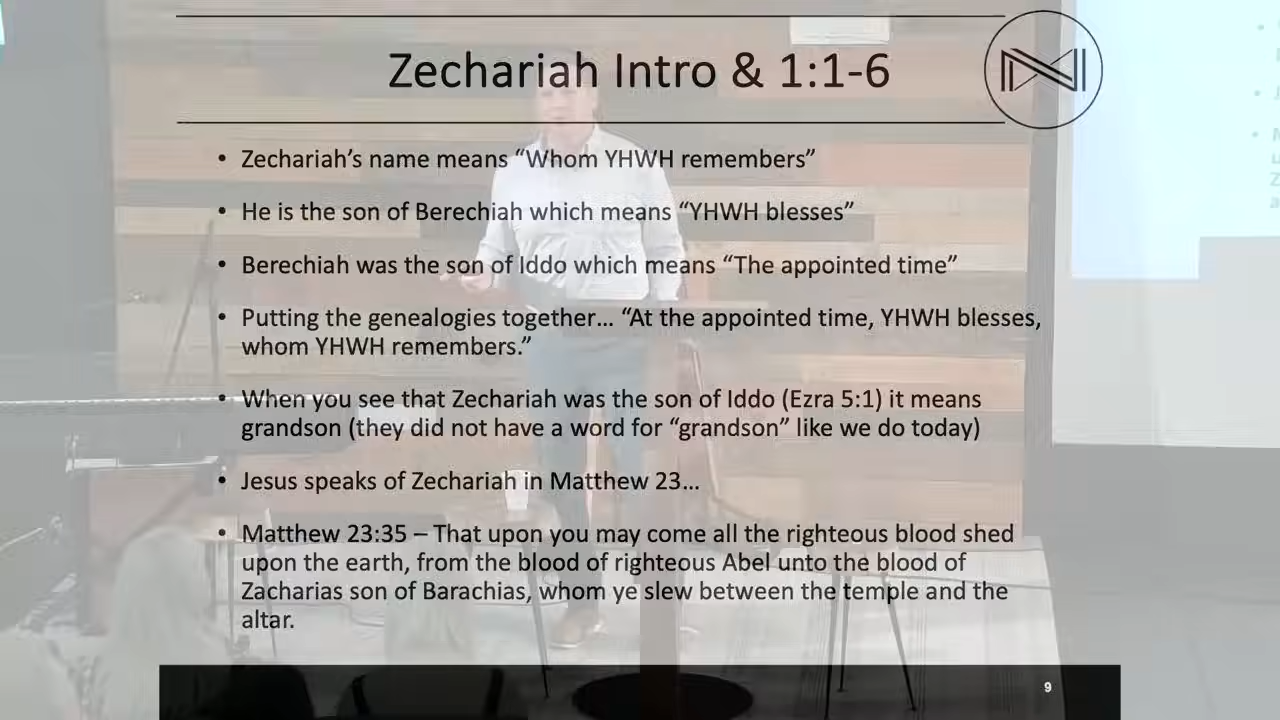 Zechariah Intro & 1:1-6
• Zechariah’s name means “Whom YHWH remembers”
• He is the son of Berechiah which means “YHWH blesses”
• Berechiah was the son of Iddo which means “The appointed time”
• Putting the genealogies together… “At the appointed time, YHWH blesses,
whom YHWH remembers.”
• When you see that Zechariah was the son of Iddo (Ezra 5:1) it means
grandson (they did not have a word for “grandson” like we do today)
• Jesus speaks of Zechariah in Matthew 23…
• Matthew 23:35 – That upon you may come all the righteous blood shed
upon the earth, from the blood of righteous Abel unto the blood of
Zacharias son of Barachias, whom ye slew between the temple and the
altar.
9